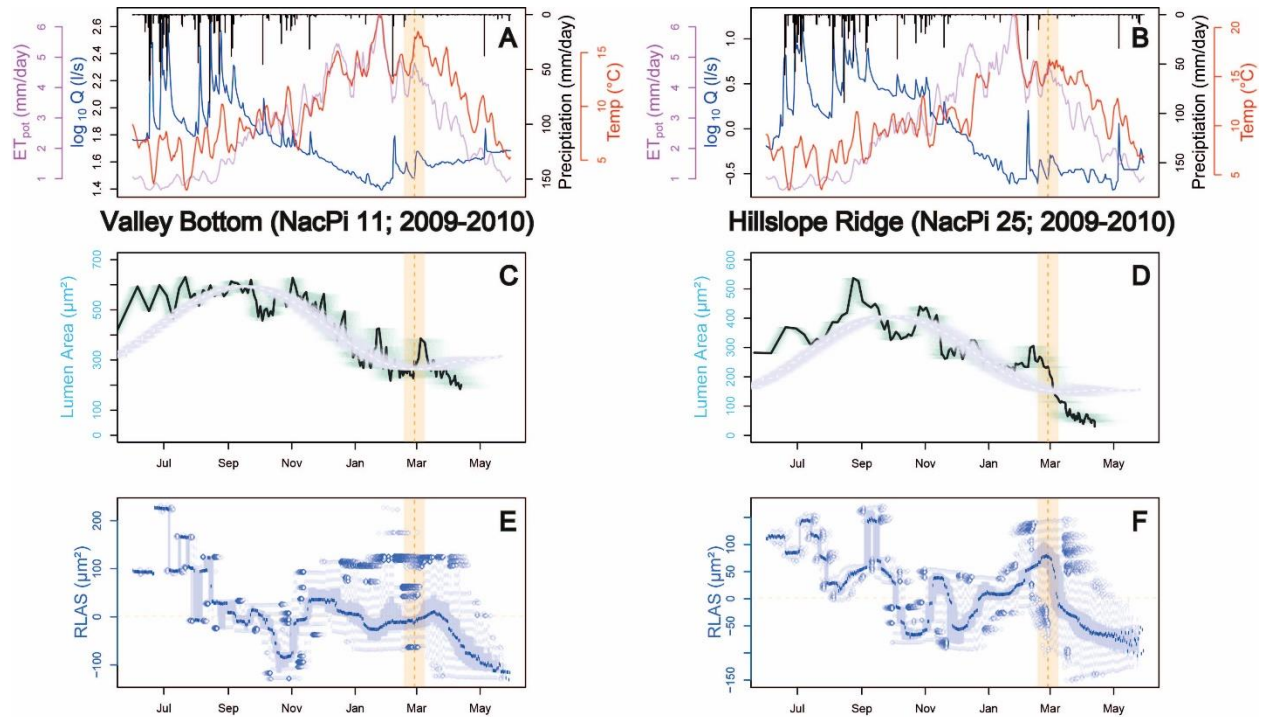 A
ETpot (mm/day)
1 2 3 4 5 6
log10 Q (l/s)
1.4 1.6 1.8 2.0 2.2 2.4 2.6
Preciptiation (mm/day)
0 50 100 150
Temp (°C)
5 10 15
B
ETpot (mm/day)
1 2 3 4 5 6
log10 Q (l/s)
−0.5 0.0 0.5 1.0
Preciptiation (mm/day)
0 50 100 150
Temp (°C)
5 10 15 20
Valley Bottom (NacPi 11; 2009-2010)
Hillslope Ridge (NacPi 25; 2009-2010)
C
Lumen Area (µm²)
0 100 300 500 700
Jul Sep Nov Jan Mar May
D
Lumen Area (µm²)
0 100 200 300 400 500 600
Jul Sep Nov Jan Mar May
E
RLAS (µm²)
−100 0 100 200
Jul Sep Nov Jan Mar May
F
RLAS (µm²)
−150 −50 0 50 100
Jul Sep Nov Jan Mar May